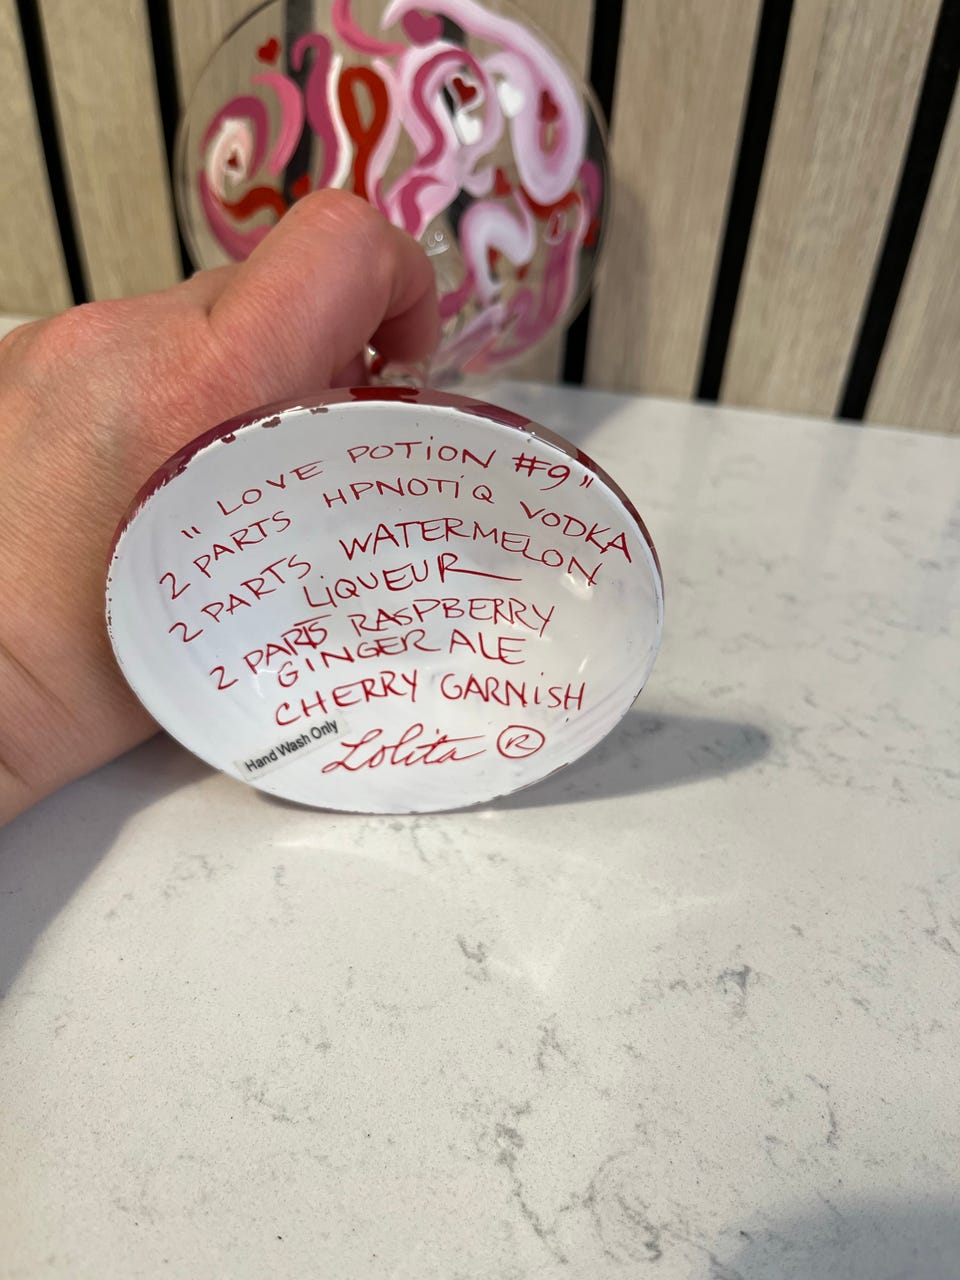 "LOVE POTION #9"
2 PARTS HPNOTIQ VODKA
2 PARTS WATERMELON
LIQUEUR
2 PARTS RASPBERRY
GINGER ALE
CHERRY GARNISH
Hand Wash Only
Lolita ®